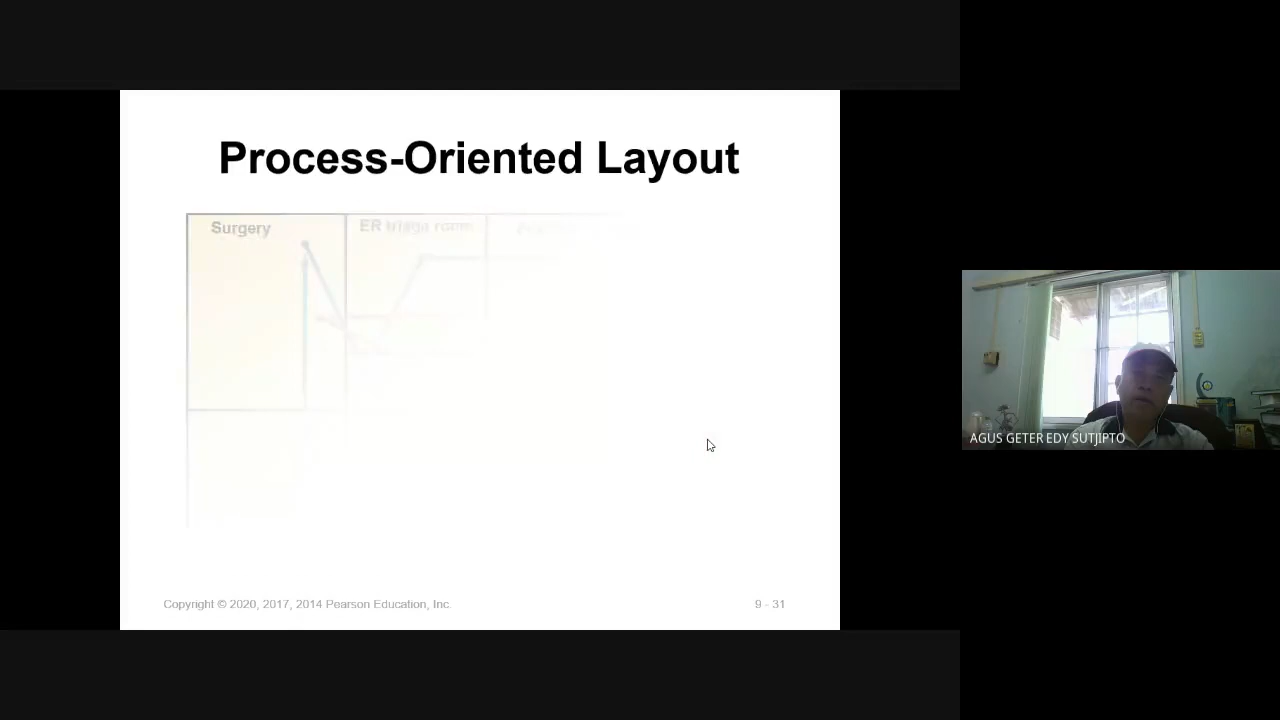 Process-Oriented Layout
Surgery
ER triage room
Copyright © 2020, 2017, 2014 Pearson Education, Inc.
9 - 31
AGUS GETER EDY SUTJIPTO